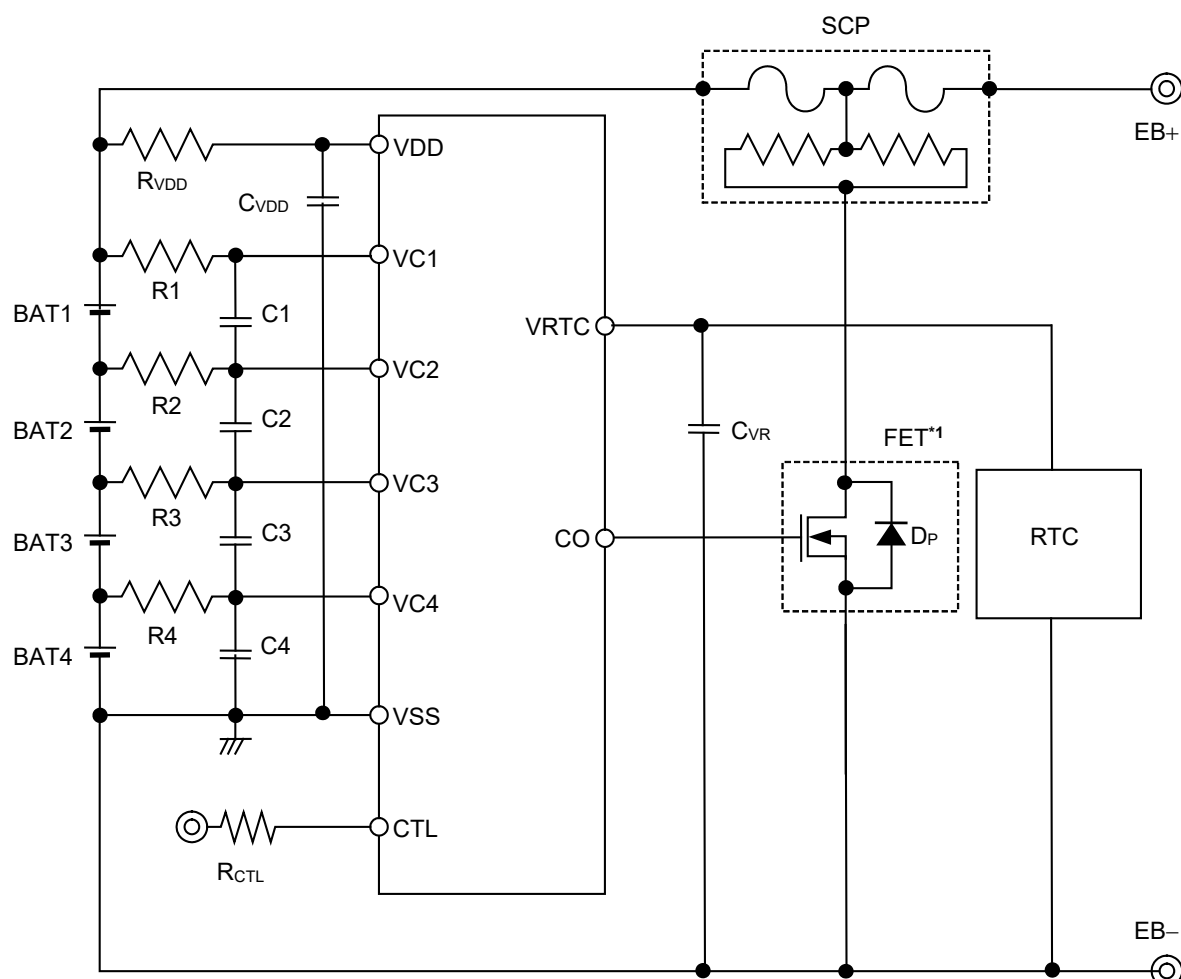 SCP
EB+
VDD
RVDD
CVDD
VC1
R1
BAT1
C1
VRTC
VC2
R2
C2
BAT2
CVR
FET*1
VC3
R3
C3
BAT3
CO
DP
RTC
VC4
R4
C4
BAT4
VSS
CTL
RCTL
EB−